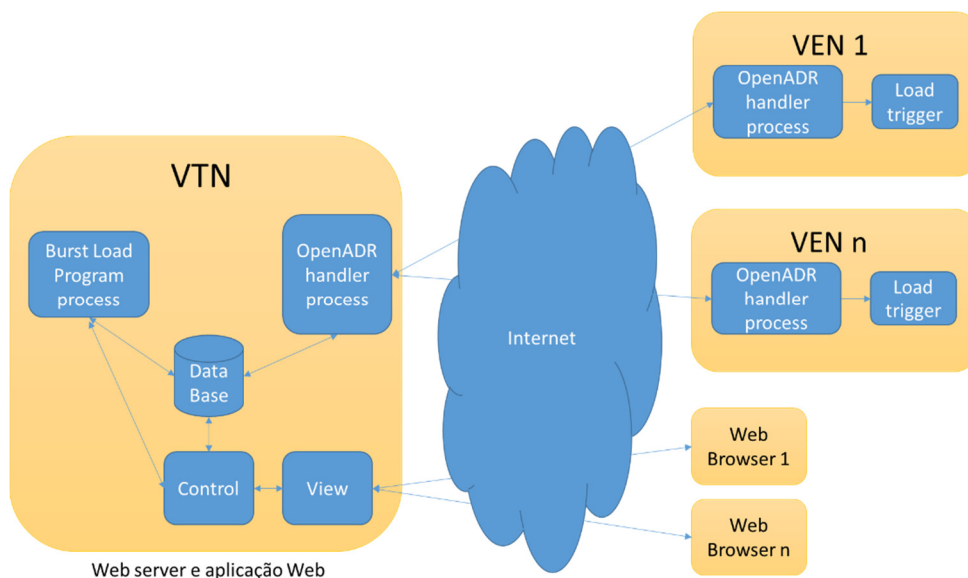 VTN
Burst Load
Program
process
OpenADR
handler
process
Data
Base
Control
View
Web server e aplicação Web
Internet
VEN 1
OpenADR
handler
process
Load
trigger
VEN n
OpenADR
handler
process
Load
trigger
Web
Browser 1
Web
Browser n